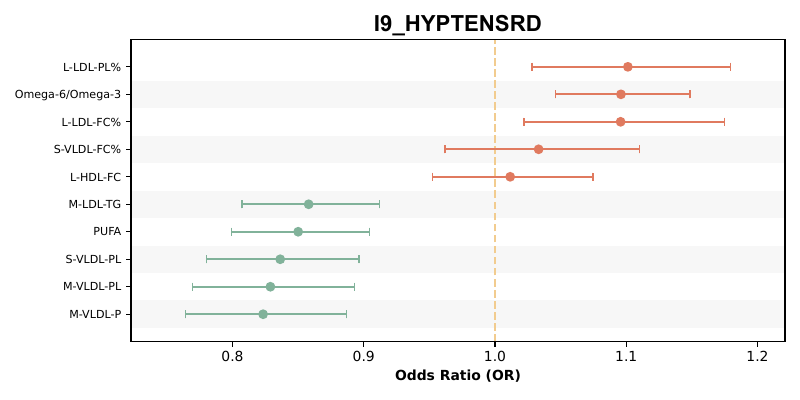 I9_HYPTENSRD
L-LDL-PL%
Omega-6/Omega-3
L-LDL-FC%
S-VLDL-FC%
L-HDL-FC
M-LDL-TG
PUFA
S-VLDL-PL
M-VLDL-PL
M-VLDL-P
0.8 0.9 1.0 1.1 1.2
Odds Ratio (OR)